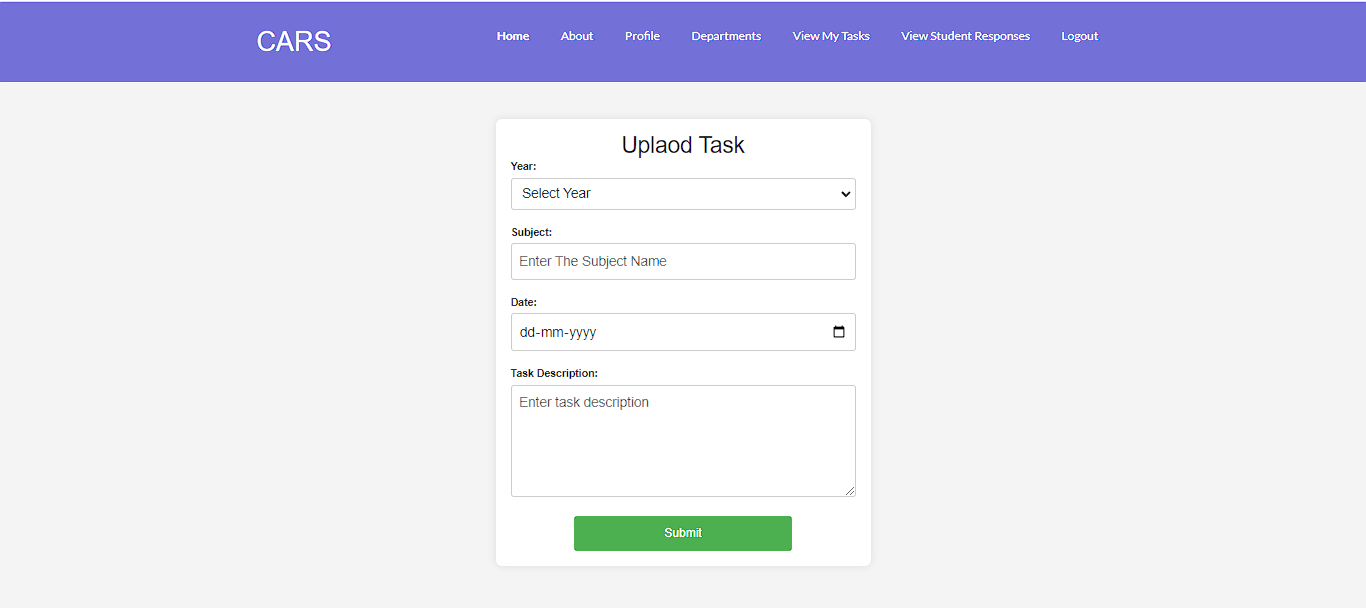 CARS
Home About Profile Departments View My Tasks View Student Responses Logout
Uplaod Task
Year:
Select Year
Subject:
Enter The Subject Name
Date:
dd-mm-yyyy
Task Description:
Enter task description
Submit